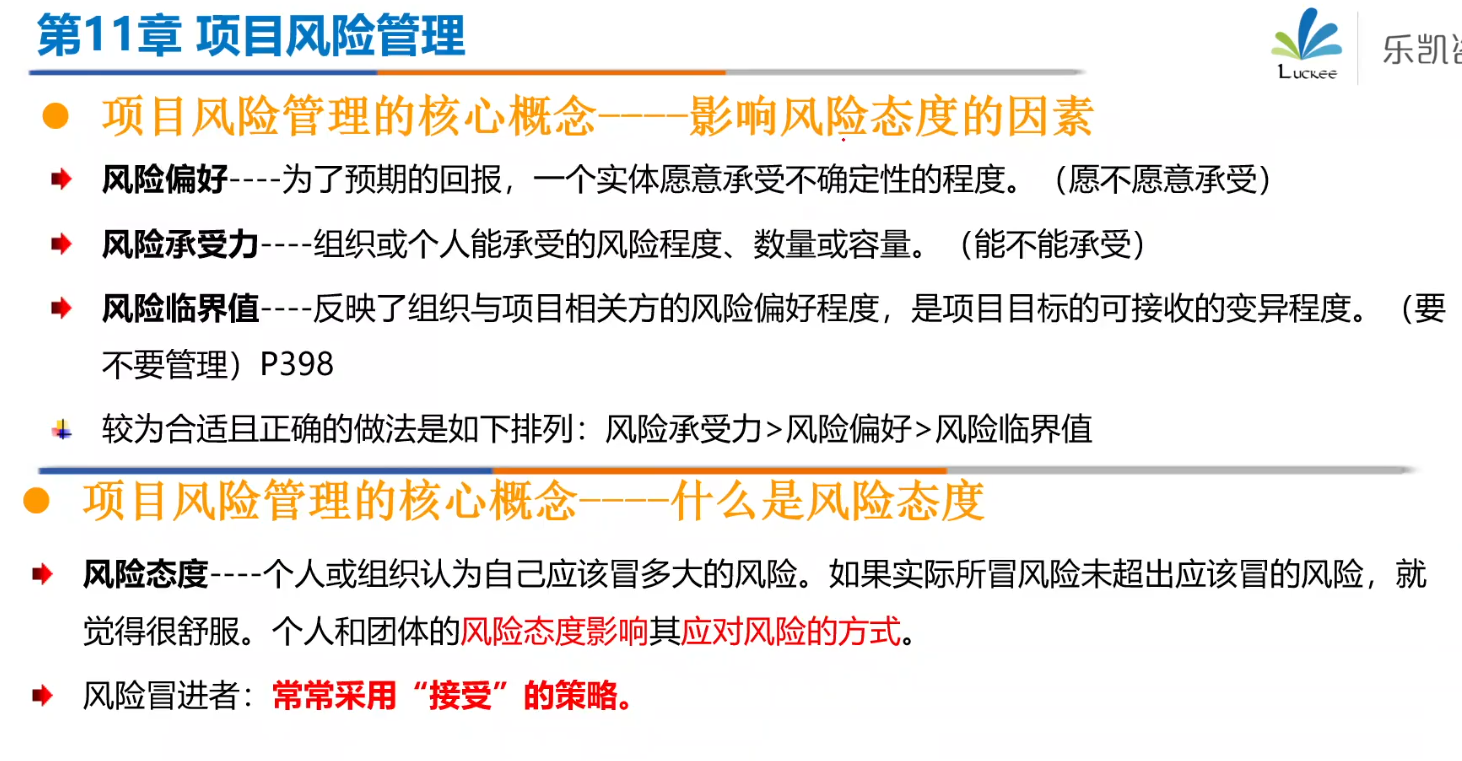 第11章 项目风险管理
Luckee
乐凯
项目风险管理的核心概念----影响风险态度的因素
风险偏好----为了预期的回报，一个实体愿意承受不确定性的程度。（愿不愿意承受）
风险承受力----组织或个人能承受的风险程度、数量或容量。（能不能承受）
风险临界值----反映了组织与项目相关方的风险偏好程度，是项目目标的可接收的变异程度。（要
不要管理）P398
较为合适且正确的做法是如下排列：风险承受力>风险偏好>风险临界值
项目风险管理的核心概念----什么是风险态度
风险态度----个人或组织认为自己应该冒多大的风险。如果实际所冒风险未超出应该冒的风险，就
觉得很舒服。个人和团体的风险态度影响其应对风险的方式。
风险冒进者：常常采用“接受”的策略。